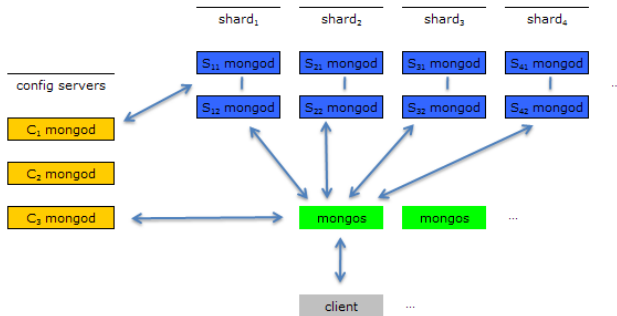 shard₁ shard₂ shard₃ shard₄
S₁₁ mongod S₂₁ mongod S₃₁ mongod S₄₁ mongod
..
config servers
S₁₂ mongod S₂₂ mongod S₃₂ mongod S₄₂ mongod
C₁ mongod
C₂ mongod
C₃ mongod mongos mongos ...
client ...